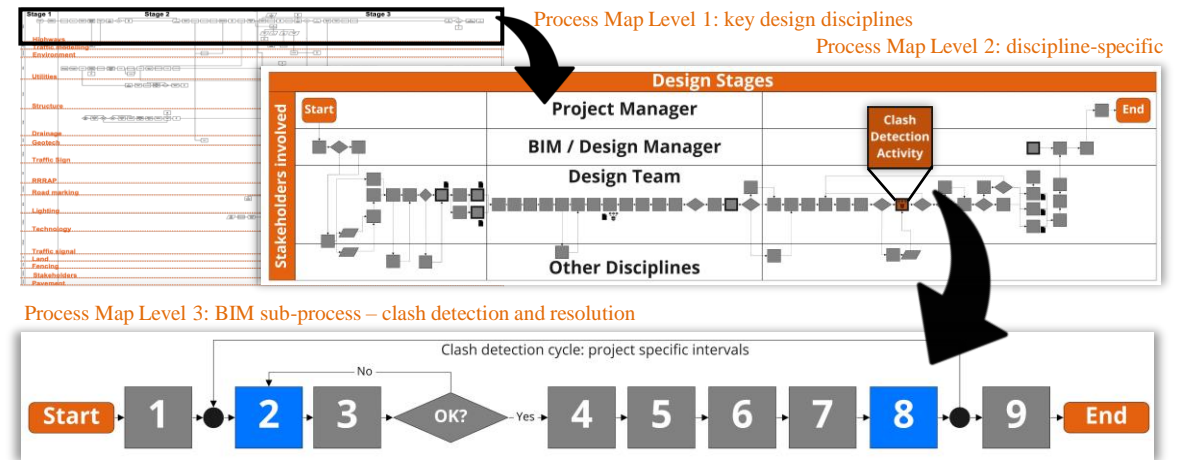 Process Map Level 1: key design disciplines
Process Map Level 2: discipline-specific
Stage 1
Stage 2
Stage 3
Highways
Traffic modelling
Environment
Utilities
Structure
Drainage
Geotech
Traffic Sign
RRRAP
Road marking
Lighting
Technology
Traffic signal
Land
Fencing
Stakeholders
Pavement
Design Stages
Stakeholders involved
Start
Project Manager
End
BIM / Design Manager
Clash
Detection
Activity
Design Team
Other Disciplines
Process Map Level 3: BIM sub-process – clash detection and resolution
Clash detection cycle: project specific intervals
No
Start
1
2
3
OK?
Yes
4
5
6
7
8
9
End